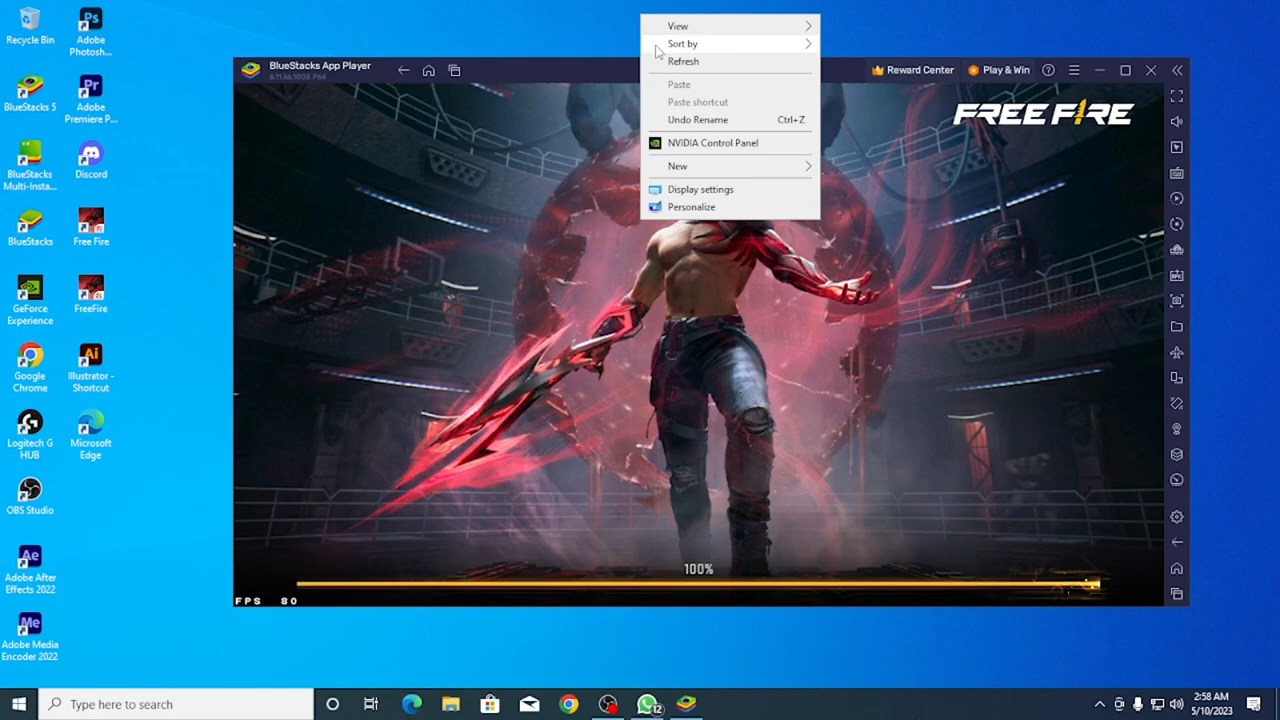 Recycle Bin
Adobe
Photosh...
BlueStacks 5
Adobe
Premiere P...
BlueStacks
Multi-Insta...
Discord
BlueStacks
Free Fire
GeForce
Experience
FreeFire
Google
Chrome
Illustrator -
Shortcut
Logitech G
HUB
Microsoft
Edge
OBS Studio
Adobe After
Effects 2022
Adobe Media
Encoder 2022
BlueStacks App Player
Reward Center
Play & Win
View
Sort by
Refresh
Paste
Paste shortcut
Undo Rename Ctrl+Z
NVIDIA Control Panel
New
Display settings
Personalize
FREE FIRE
100%
FPS 80
Type here to search
12
2:58 AM
5/10/2023